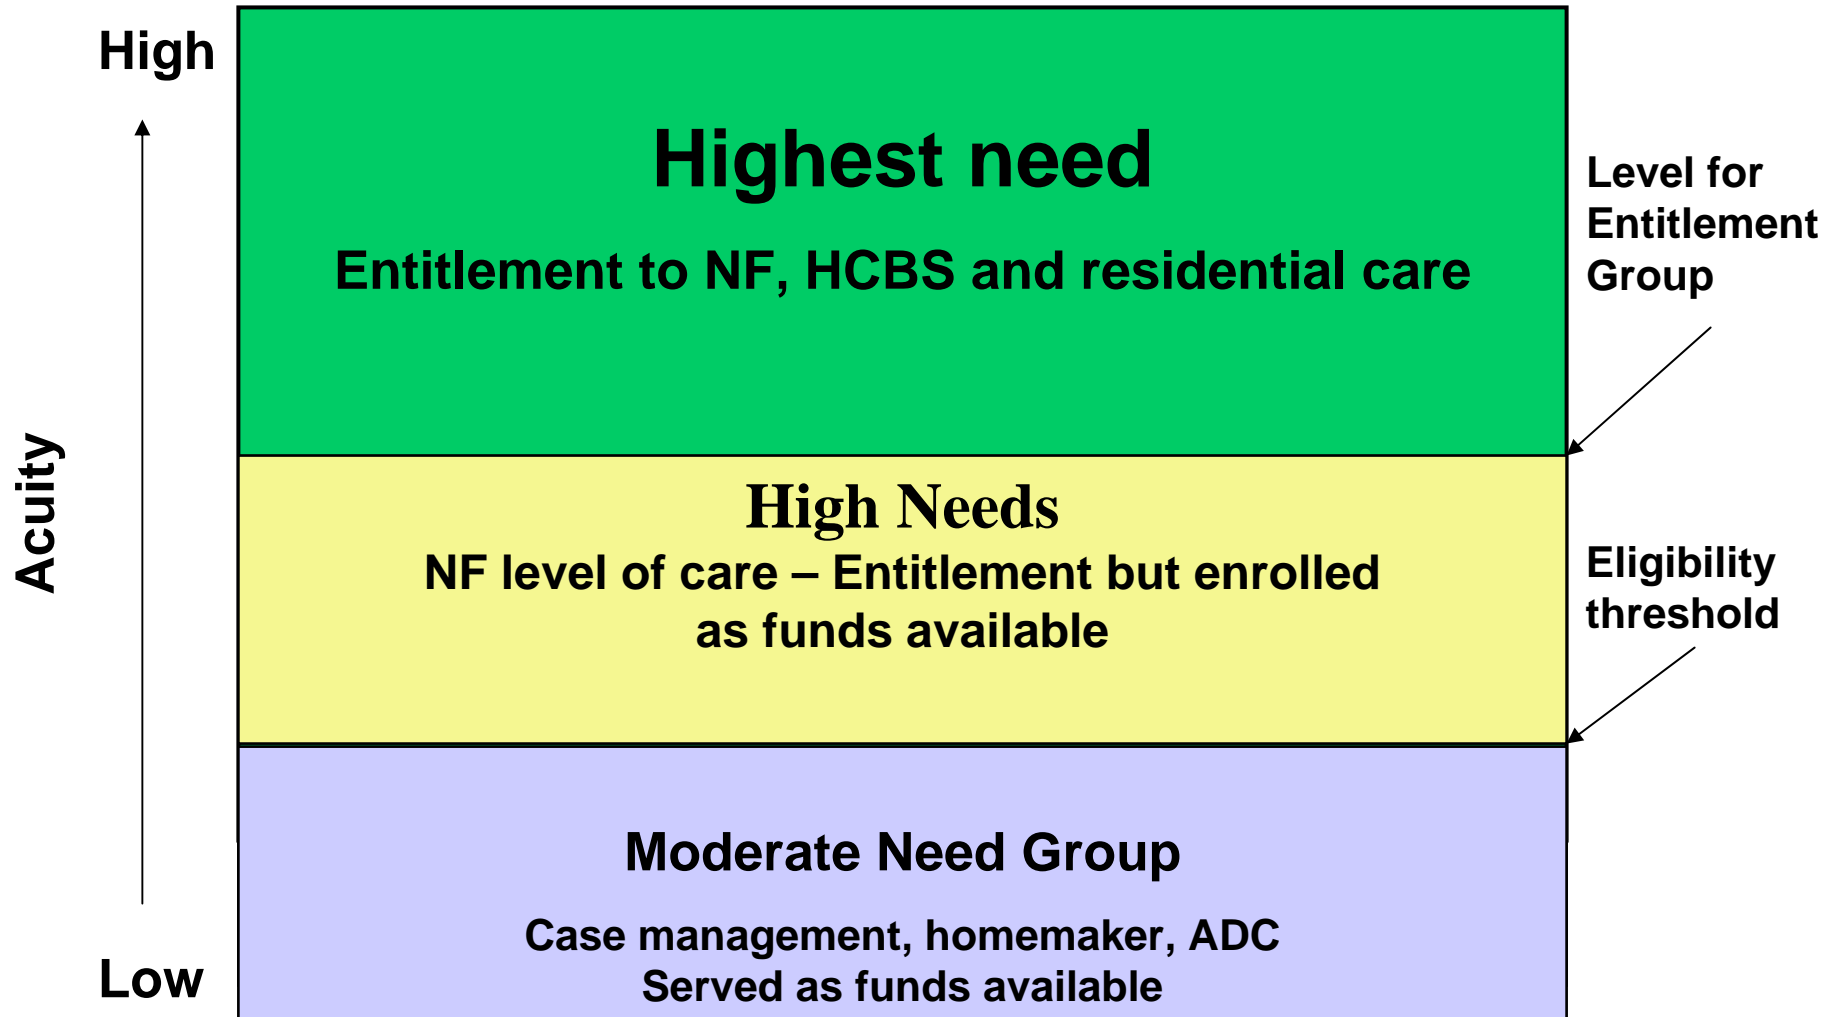 High
Highest need
Level for
Entitlement
Group
Entitlement to NF, HCBS and residential care
Acuity
High Needs
NF level of care – Entitlement but enrolled
as funds available
Eligibility
threshold
Moderate Need Group
Case management, homemaker, ADC
Served as funds available
Low